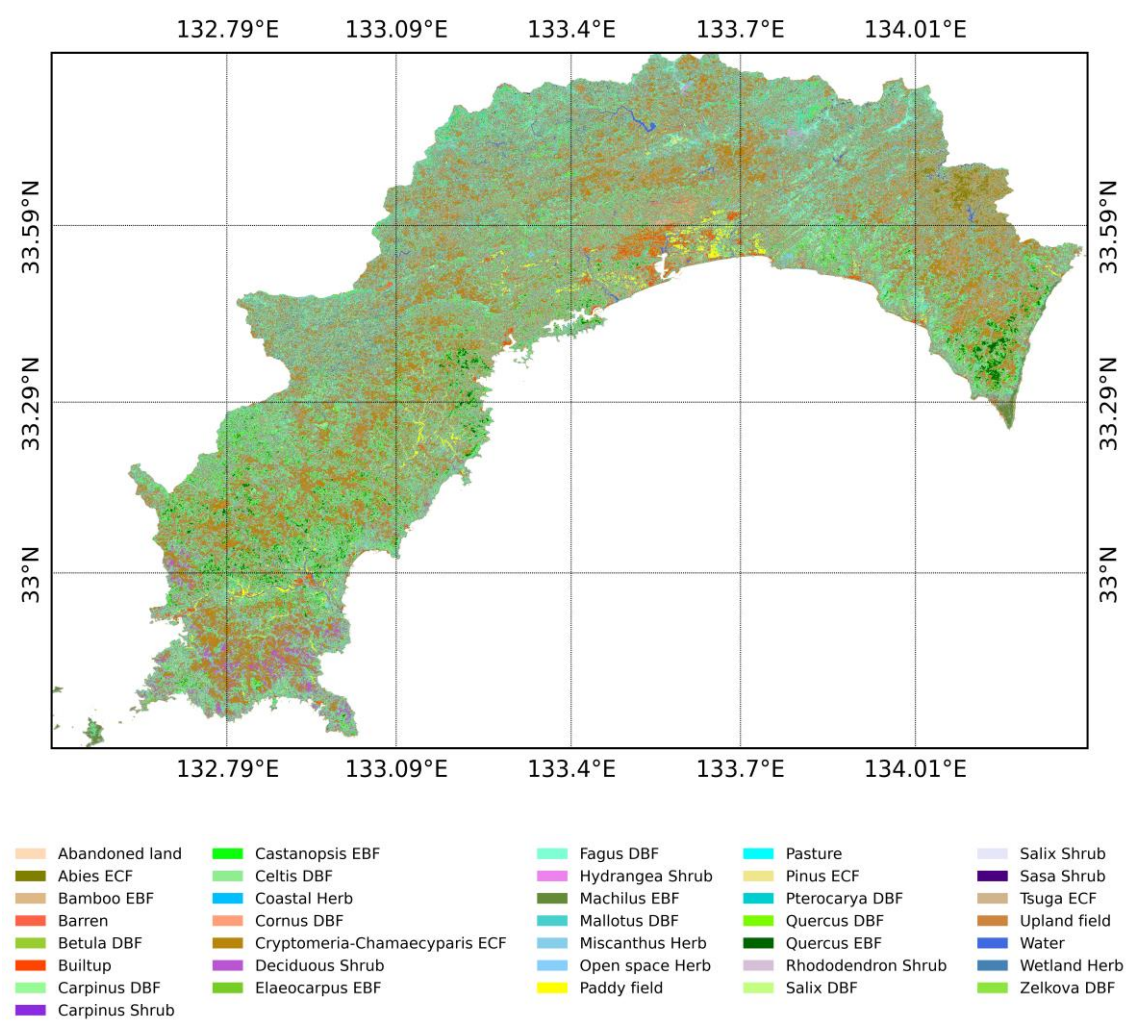 132.79°E 133.09°E 133.4°E 133.7°E 134.01°E
33.59°N 33.59°N
33.29°N 33.29°N
33°N 33°N
132.79°E 133.09°E 133.4°E 133.7°E 134.01°E
Abandoned land Castanopsis EBF Fagus DBF Pasture Salix Shrub
Abies ECF Celtis DBF Hydrangea Shrub Pinus ECF Sasa Shrub
Bamboo EBF Coastal Herb Machilus EBF Pterocarya DBF Tsuga ECF
Barren Cornus DBF Mallotus DBF Quercus DBF Upland field
Betula DBF Cryptomeria-Chamaecyparis ECF Miscanthus Herb Quercus EBF Water
Builtup Deciduous Shrub Open space Herb Rhododendron Shrub Wetland Herb
Carpinus DBF Elaeocarpus EBF Paddy field Salix DBF Zelkova DBF
Carpinus Shrub